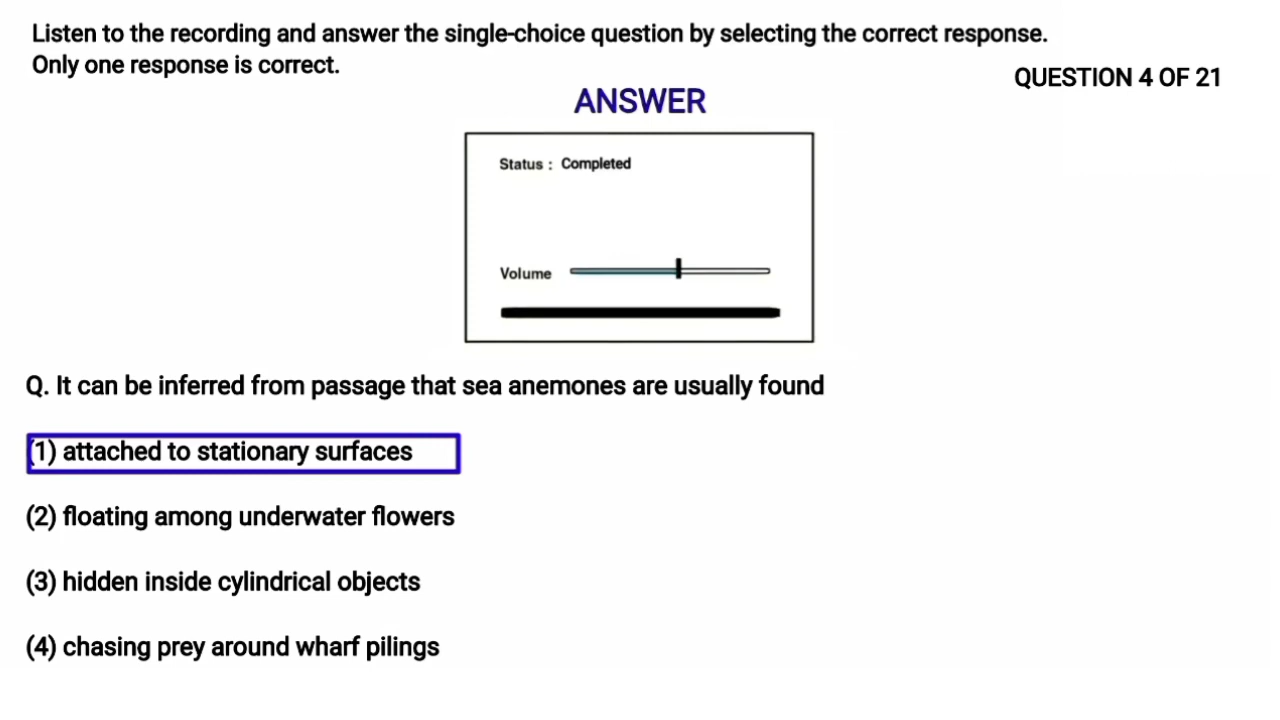 Listen to the recording and answer the single-choice question by selecting the correct response.
Only one response is correct.
QUESTION 4 OF 21
ANSWER
Status : Completed
Volume
Q. It can be inferred from passage that sea anemones are usually found
(1) attached to stationary surfaces
(2) floating among underwater flowers
(3) hidden inside cylindrical objects
(4) chasing prey around wharf pilings